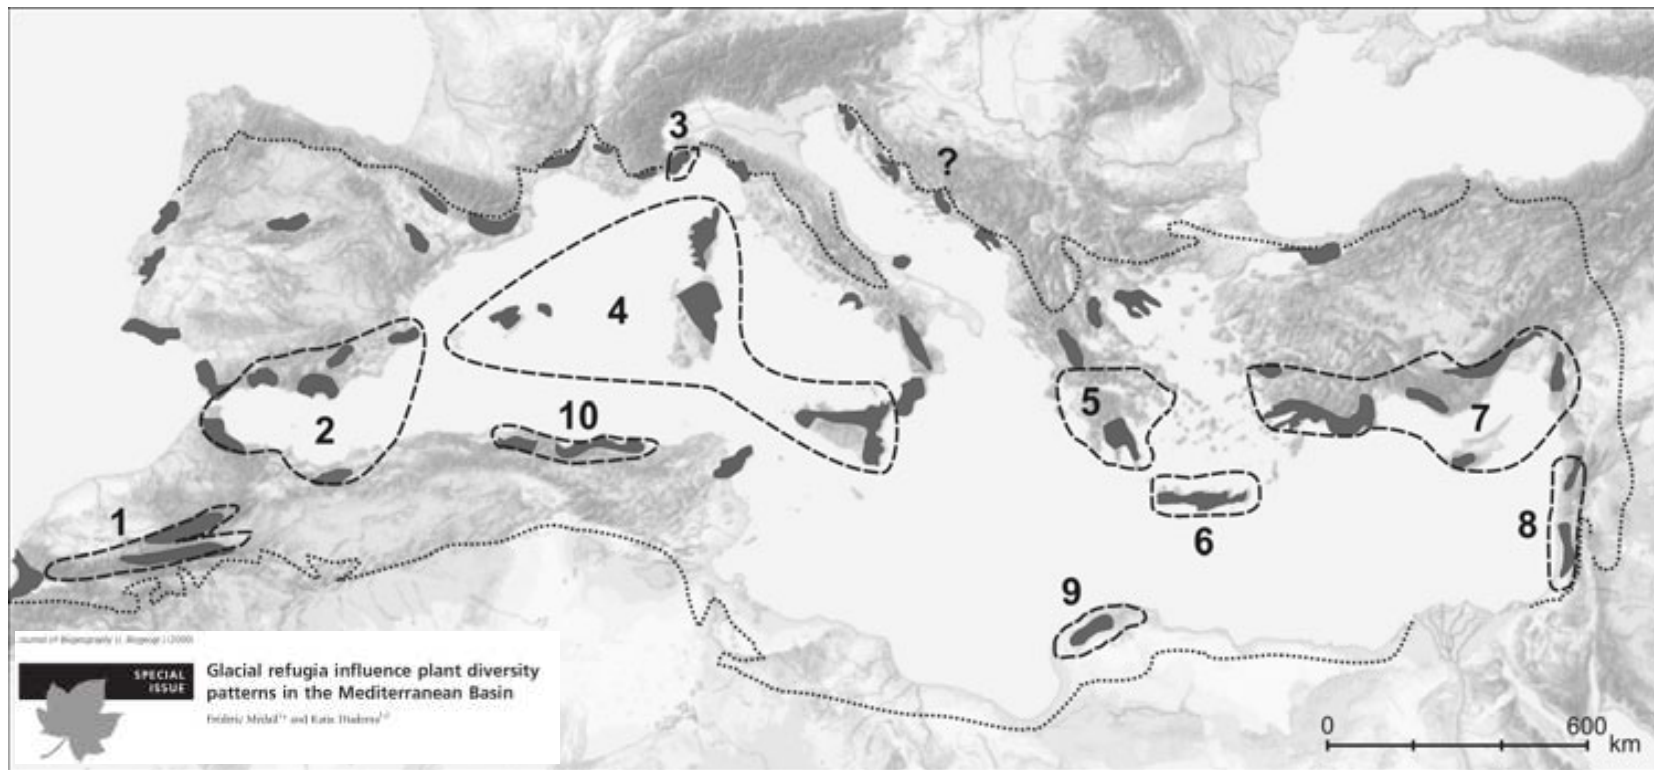 3
?
4
2
10
5
7
1
6
8
9
Journal of Biogeography (J. Biogeogr.) (2009)
SPECIAL
ISSUE
Glacial refugia influence plant diversity
patterns in the Mediterranean Basin
0
600
km